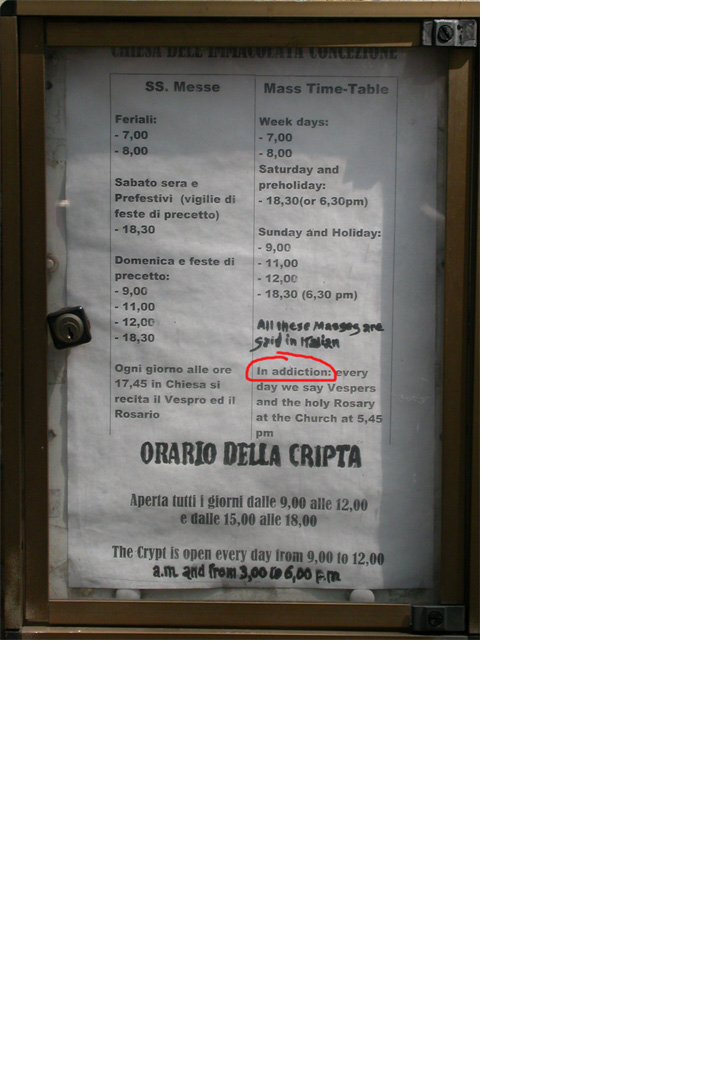 CHIESA DELL'IMMACOLATA CONCEZIONE
SS. Messe
Feriali:
- 7,00
- 8,00
Sabato sera e
Prefestivi (vigilie di
feste di precetto)
- 18,30
Domenica e feste di
precetto:
- 9,00
- 11,00
- 12,00
- 18,30
Ogni giorno alle ore
17,45 in Chiesa si
recita il Vespro ed il
Rosario
Mass Time-Table
Week days:
- 7,00
- 8,00
Saturday and
preholiday:
- 18,30(or 6,30pm)
Sunday and Holiday:
- 9,00
- 11,00
- 12,00
- 18,30 (6,30 pm)
All these Masses are
said in Italian
In addiction: every
day we say Vespers
and the holy Rosary
at the Church at 5,45
pm
ORARIO DELLA CRIPTA
Aperta tutti i giorni dalle 9,00 alle 12,00
e dalle 15,00 alle 18,00
The Crypt is open every day from 9,00 to 12,00
a.m. and from 3,00 to 6,00 p.m